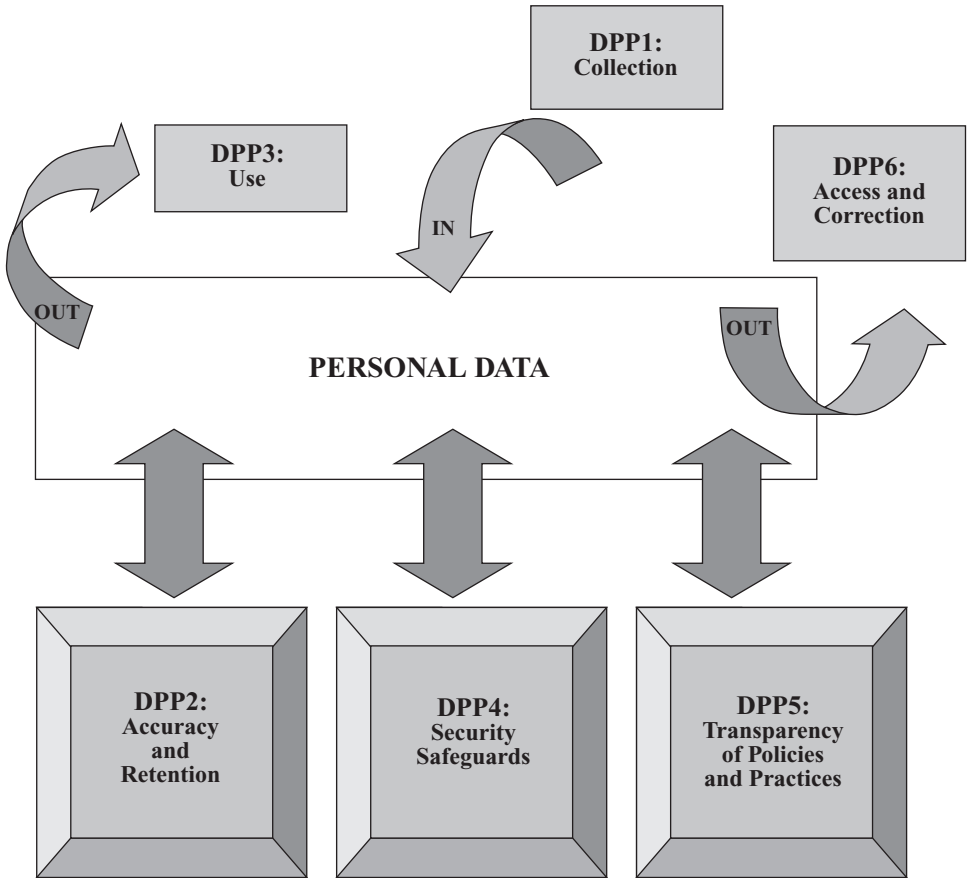 DPP1:
Collection
DPP3:
Use
DPP6:
Access and
Correction
IN
OUT
OUT
PERSONAL DATA
DPP2:
Accuracy
and
Retention
DPP4:
Security
Safeguards
DPP5:
Transparency
of Policies
and Practices